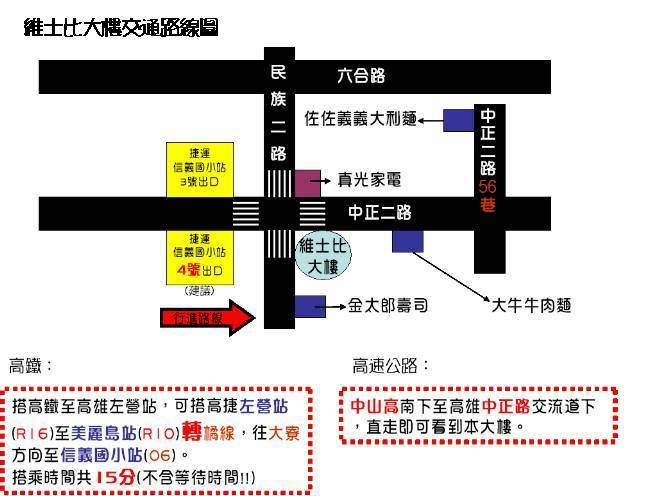 維士比大樓交通路線圖
民族二路
六合路
佐佐義義大利麵
中正二路56巷
捷運
信義國小站
3號出口
真光家電
中正二路
捷運
信義國小站
4號出口
(建議)
維士比
大樓
金太郎壽司
大牛牛肉麵
行進路線
高鐵：
搭高鐵至高雄左營站，可搭高捷左營站
(R16)至美麗島站(R10)轉橘線，往大寮
方向至信義國小站(O6)。
搭乘時間共15分(不含等待時間!!)
高速公路：
中山高南下至高雄中正路交流道下
，直走即可看到本大樓。